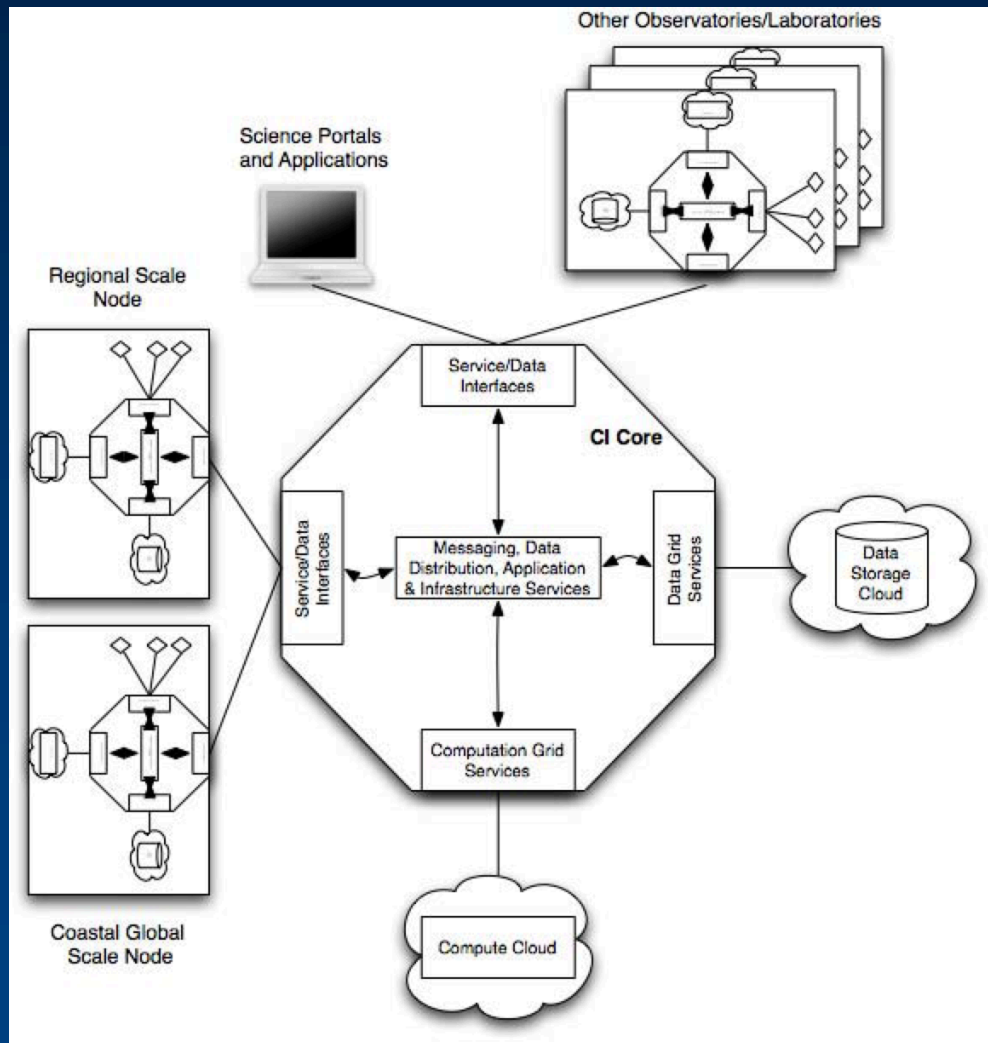 Other Observatories/Laboratories
Science Portals
and Applications
Regional Scale
Node
Service/Data
Interfaces
CI Core
Service/Data
Interfaces
Messaging, Data
Distribution, Application
& Infrastructure Services
Data Grid
Services
Data
Storage
Cloud
Computation Grid
Services
Coastal Global
Scale Node
Compute Cloud